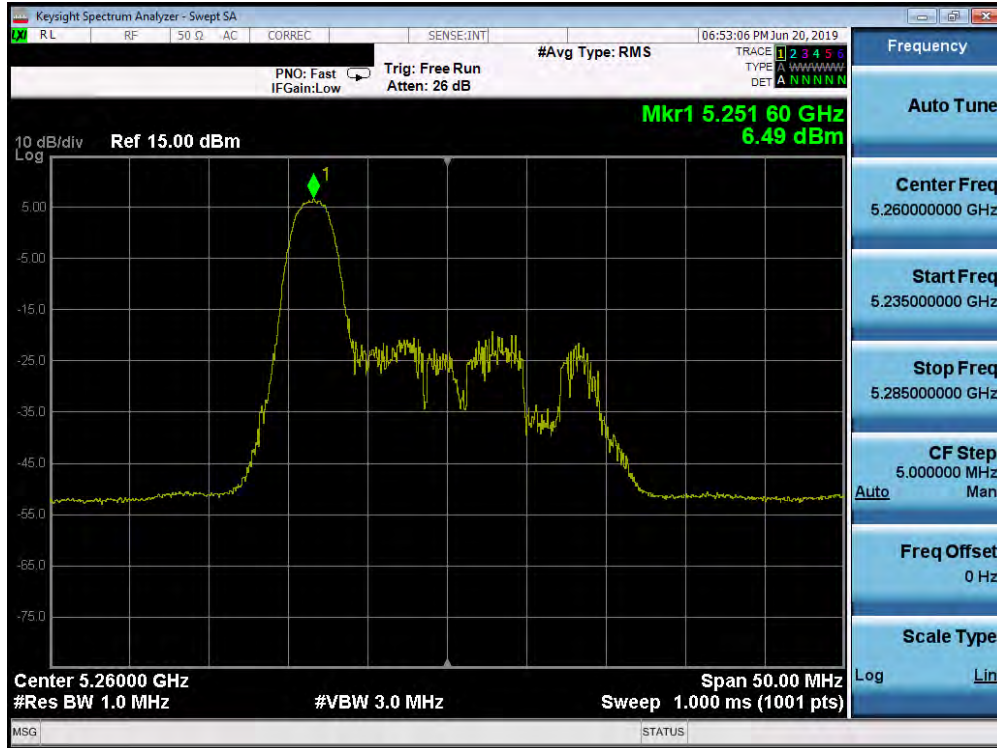 Keysight Spectrum Analyzer - Swept SA
LXI RL RF 50 Ω AC CORREC SENSE:INT 06:53:06 PM Jun 20, 2019
#Avg Type: RMS
TRACE 1 2 3 4 5 6
TYPE A WWWWW
DET A N N N N N
PNO: Fast
IFGain:Low
Trig: Free Run
Atten: 26 dB
Mkr1 5.251 60 GHz
6.49 dBm
10 dB/div Ref 15.00 dBm
Log
1
5.00
-5.00
-15.0
-25.0
-35.0
-45.0
-55.0
-65.0
-75.0
Center 5.26000 GHz Span 50.00 MHz
#Res BW 1.0 MHz #VBW 3.0 MHz Sweep 1.000 ms (1001 pts)
MSG STATUS
Frequency
Auto Tune
Center Freq
5.260000000 GHz
Start Freq
5.235000000 GHz
Stop Freq
5.285000000 GHz
CF Step
5.000000 MHz
Auto Man
Freq Offset
0 Hz
Scale Type
Log Lin